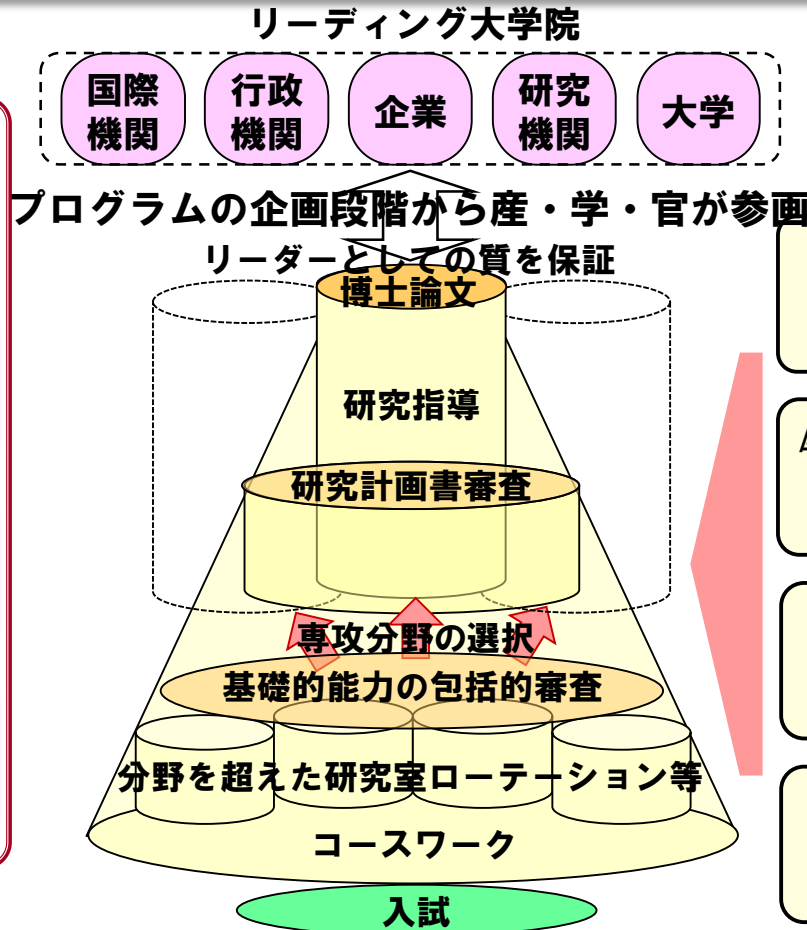 リーディング大学院
国際
機関
行政
機関
企業
研究
機関
大学
プログラムの企画段階から産・学・官が参画
リーダーとしての質を保証
博士論文
研究指導
研究計画書審査
専攻分野の選択
基礎的能力の包括的審査
分野を超えた研究室ローテーション等
コースワーク
入試